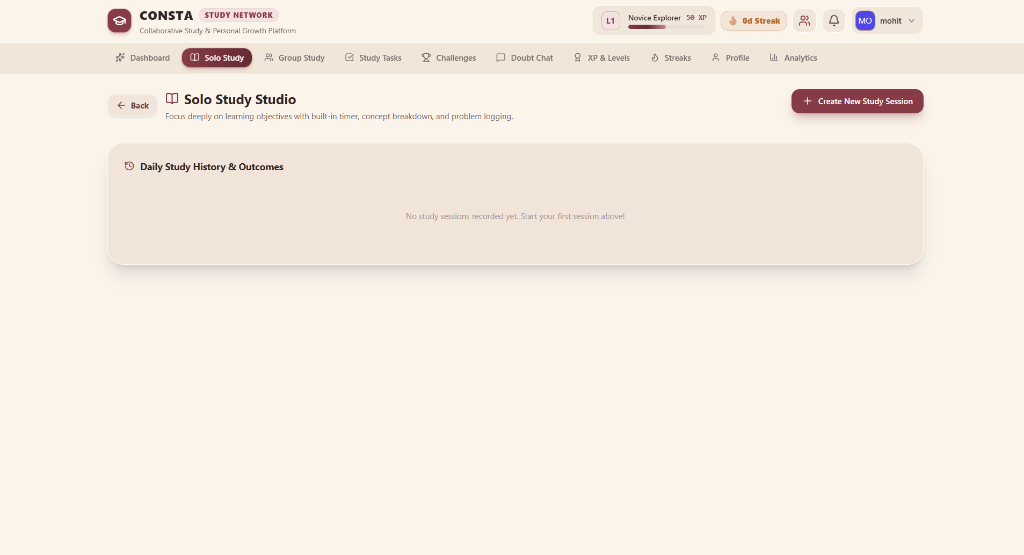 CONSTA STUDY NETWORK
Collaborative Study & Personal Growth Platform
L1 Novice Explorer 50 XP
0d Streak
MO mohit
Dashboard Solo Study Group Study Study Tasks Challenges Doubt Chat XP & Levels Streaks Profile Analytics
Back
Solo Study Studio
Focus deeply on learning objectives with built-in timer, concept breakdown, and problem logging.
Create New Study Session
Daily Study History & Outcomes
No study sessions recorded yet. Start your first session above!